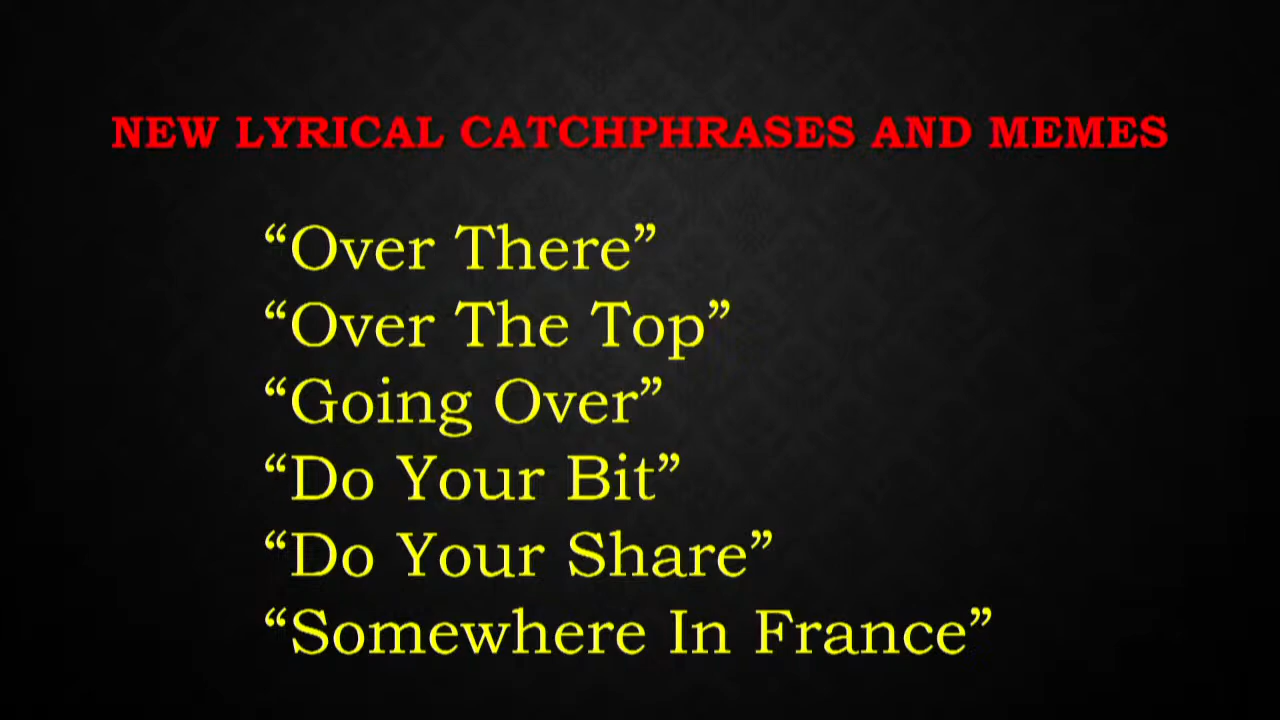 NEW LYRICAL CATCHPHRASES AND MEMES
“Over There”
“Over The Top”
“Going Over”
“Do Your Bit”
“Do Your Share”
“Somewhere In France”